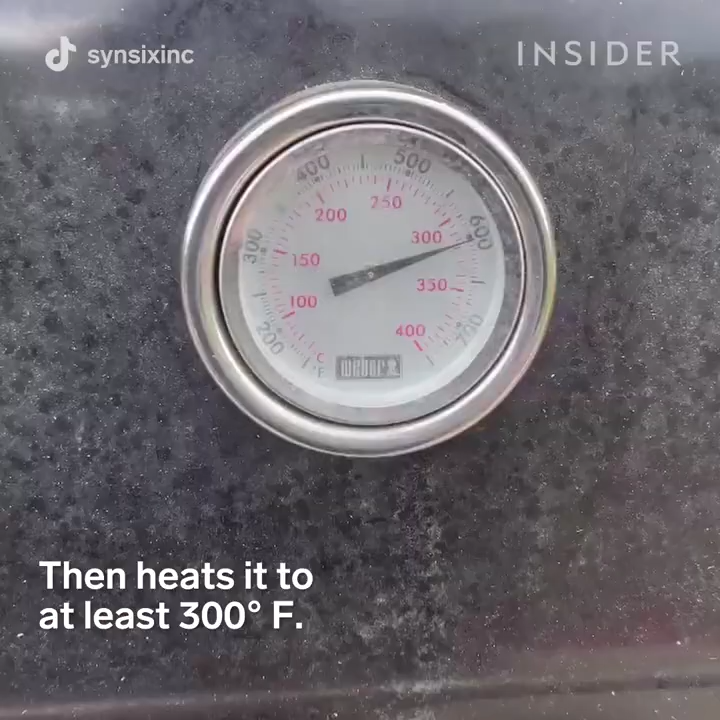 synsixinc
INSIDER
400 500
200 250
300 600
300
150
350
100
400
200 700
°C
°F
weber
Then heats it to
at least 300° F.